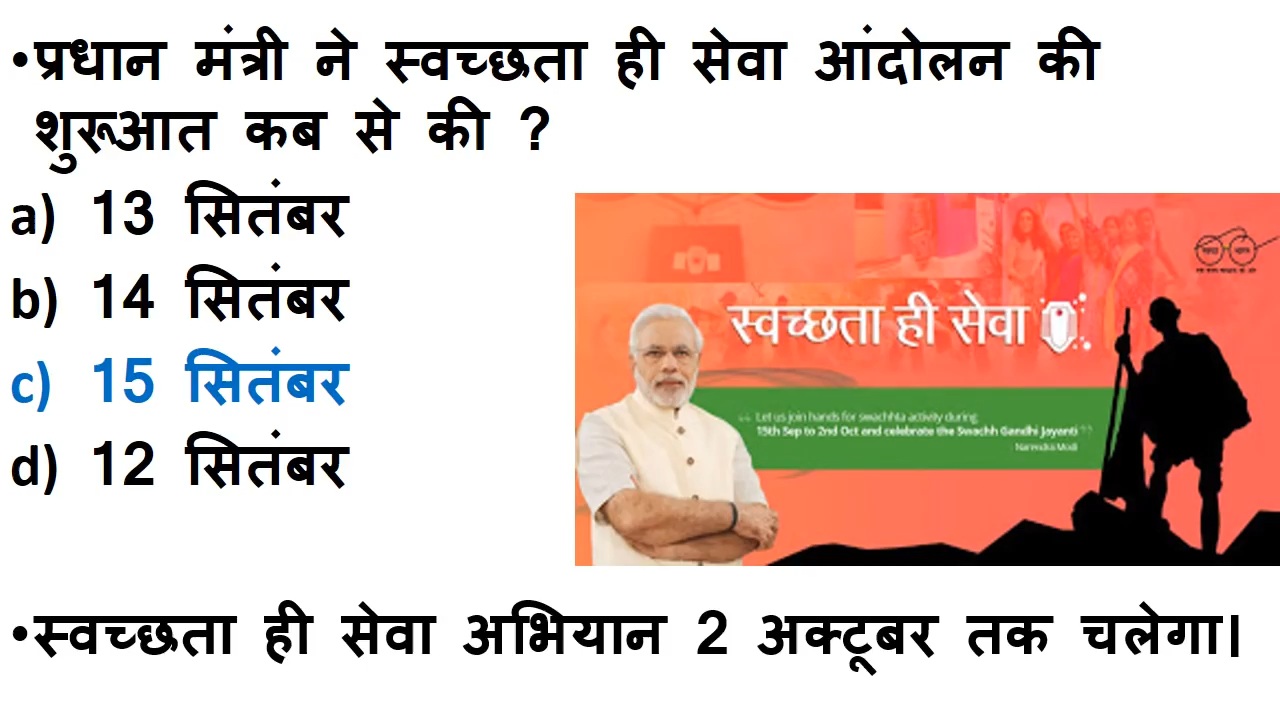 •प्रधान मंत्री ने स्वच्छता ही सेवा आंदोलन की
शुरूआत कब से की ?
a) 13 सितंबर
b) 14 सितंबर
c) 15 सितंबर
d) 12 सितंबर
स्वच्छता ही सेवा
“ Let us join hands for swachhta activity during
15th Sep to 2nd Oct and celebrate the Swachh Gandhi Jayanti ”
Narendra Modi
•स्वच्छता ही सेवा अभियान 2 अक्टूबर तक चलेगा।